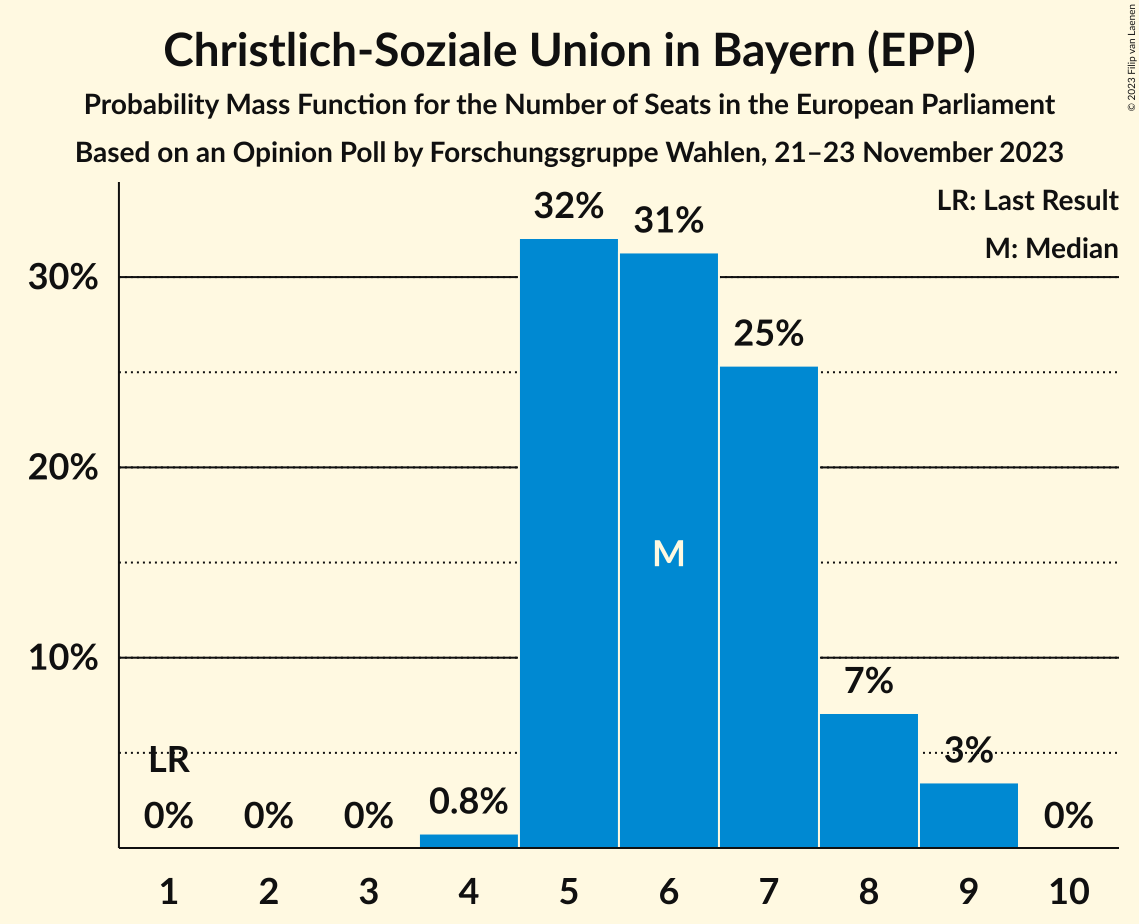 Christlich-Soziale Union in Bayern (EPP)
Probability Mass Function for the Number of Seats in the European Parliament
Based on an Opinion Poll by Forschungsgruppe Wahlen, 21–23 November 2023
© 2023 Filip van Laenen
LR: Last Result
M: Median
32%
31%
30%
25%
20%
M
10%
7%
LR
3%
0%
0%
0%
0.8%
0%
1 2 3 4 5 6 7 8 9 10